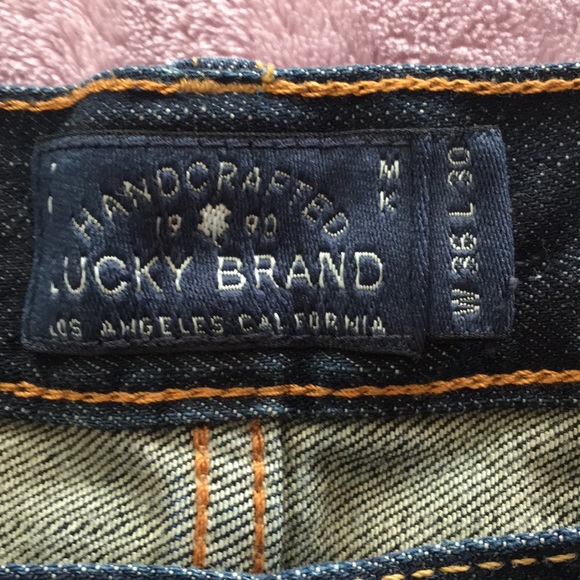 HANDCRAFTED
19 90
LUCKY BRAND
LOS ANGELES CALIFORNIA
M
K
W 36 L 30